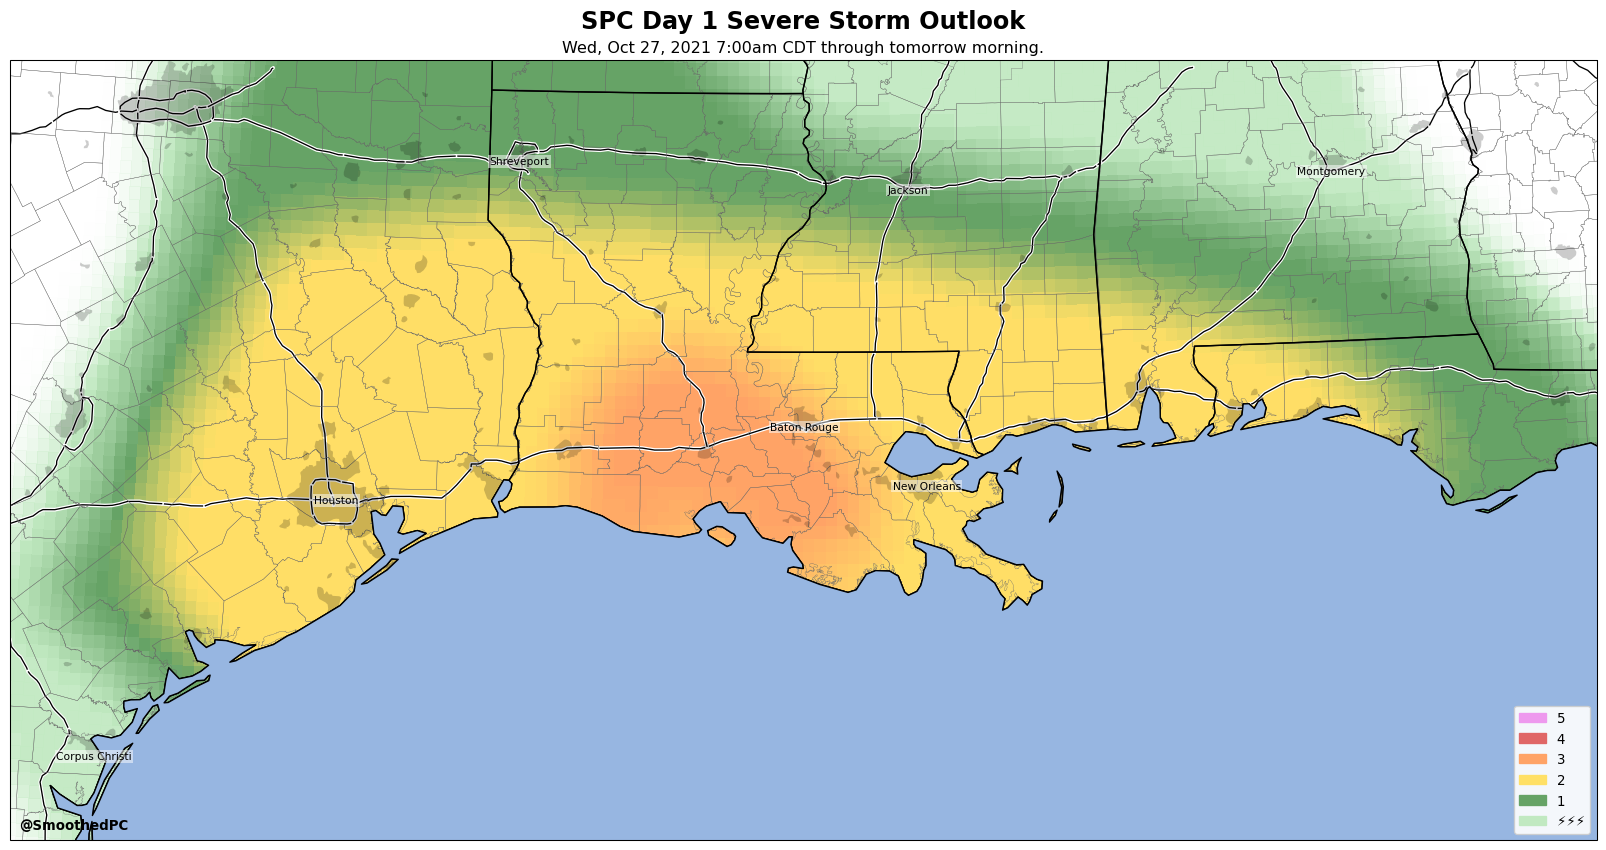 SPC Day 1 Severe Storm Outlook
Wed, Oct 27, 2021 7:00am CDT through tomorrow morning.
Shreveport
Jackson
Montgomery
Baton Rouge
New Orleans
Houston
Corpus Christi
5
4
3
2
1
⚡⚡⚡
@SmoothedPC